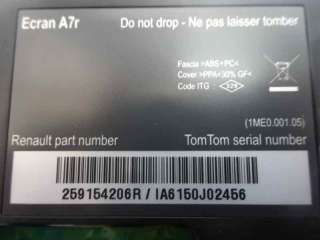 Ecran A7r
Do not drop - Ne pas laisser tomber
Fascia >ABS+PC<
Cover >PPA+30% GF<
Code ITG :
(1ME0.001.05)
Renault part number
TomTom serial number
259154206R / IA6150J02456